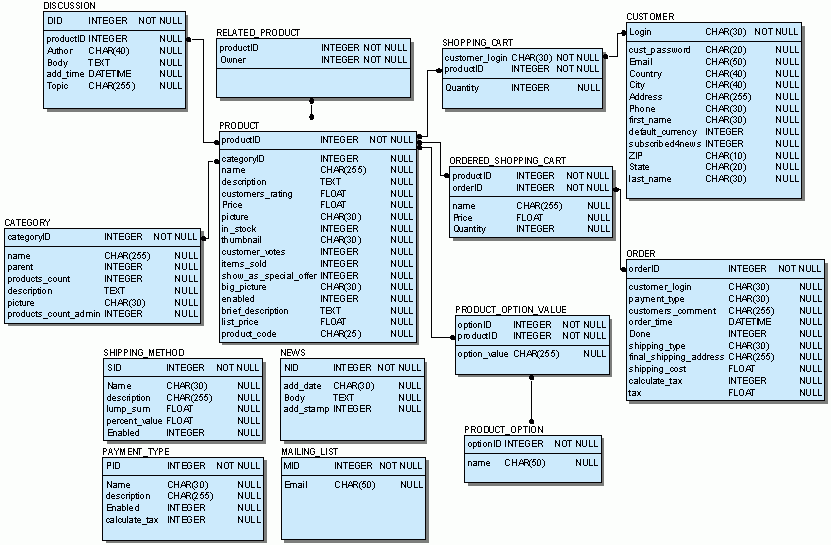 DISCUSSION
DID INTEGER NOT NULL
productID INTEGER NULL
Author CHAR(40) NULL
Body TEXT NULL
add_time DATETIME NULL
Topic CHAR(255) NULL
RELATED_PRODUCT
productID INTEGER NOT NULL
Owner INTEGER NOT NULL
SHOPPING_CART
customer_login CHAR(30) NOT NULL
productID INTEGER NOT NULL
Quantity INTEGER NULL
CUSTOMER
Login CHAR(30) NOT NULL
cust_password CHAR(20) NULL
Email CHAR(50) NULL
Country CHAR(40) NULL
City CHAR(40) NULL
Address CHAR(255) NULL
Phone CHAR(30) NULL
first_name CHAR(30) NULL
default_currency INTEGER NULL
subscribed4news INTEGER NULL
ZIP CHAR(10) NULL
State CHAR(20) NULL
last_name CHAR(30) NULL
PRODUCT
productID INTEGER NOT NULL
categoryID INTEGER NULL
name CHAR(255) NULL
description TEXT NULL
customers_rating FLOAT NULL
Price FLOAT NULL
picture CHAR(30) NULL
in_stock INTEGER NULL
thumbnail CHAR(30) NULL
customer_votes INTEGER NULL
items_sold INTEGER NULL
show_as_special_offer INTEGER NULL
big_picture CHAR(30) NULL
enabled INTEGER NULL
brief_description TEXT NULL
list_price FLOAT NULL
product_code CHAR(25) NULL
ORDERED_SHOPPING_CART
productID INTEGER NOT NULL
orderID INTEGER NOT NULL
name CHAR(255) NULL
Price FLOAT NULL
Quantity INTEGER NULL
CATEGORY
categoryID INTEGER NOT NULL
name CHAR(255) NULL
parent INTEGER NULL
products_count INTEGER NULL
description TEXT NULL
picture CHAR(30) NULL
products_count_admin INTEGER NULL
ORDER
orderID INTEGER NOT NULL
customer_login CHAR(30) NULL
payment_type CHAR(30) NULL
customers_comment CHAR(255) NULL
order_time DATETIME NULL
Done INTEGER NULL
shipping_type CHAR(30) NULL
final_shipping_address CHAR(255) NULL
shipping_cost FLOAT NULL
calculate_tax INTEGER NULL
tax FLOAT NULL
PRODUCT_OPTION_VALUE
optionID INTEGER NOT NULL
productID INTEGER NOT NULL
option_value CHAR(255) NULL
SHIPPING_METHOD
SID INTEGER NOT NULL
Name CHAR(30) NULL
description CHAR(255) NULL
lump_sum FLOAT NULL
percent_value FLOAT NULL
Enabled INTEGER NULL
NEWS
NID INTEGER NOT NULL
add_date CHAR(30) NULL
Body TEXT NULL
add_stamp INTEGER NULL
PRODUCT_OPTION
optionID INTEGER NOT NULL
name CHAR(50) NULL
PAYMENT_TYPE
PID INTEGER NOT NULL
Name CHAR(30) NULL
description CHAR(255) NULL
Enabled INTEGER NULL
calculate_tax INTEGER NULL
MAILING_LIST
MID INTEGER NOT NULL
Email CHAR(50) NULL